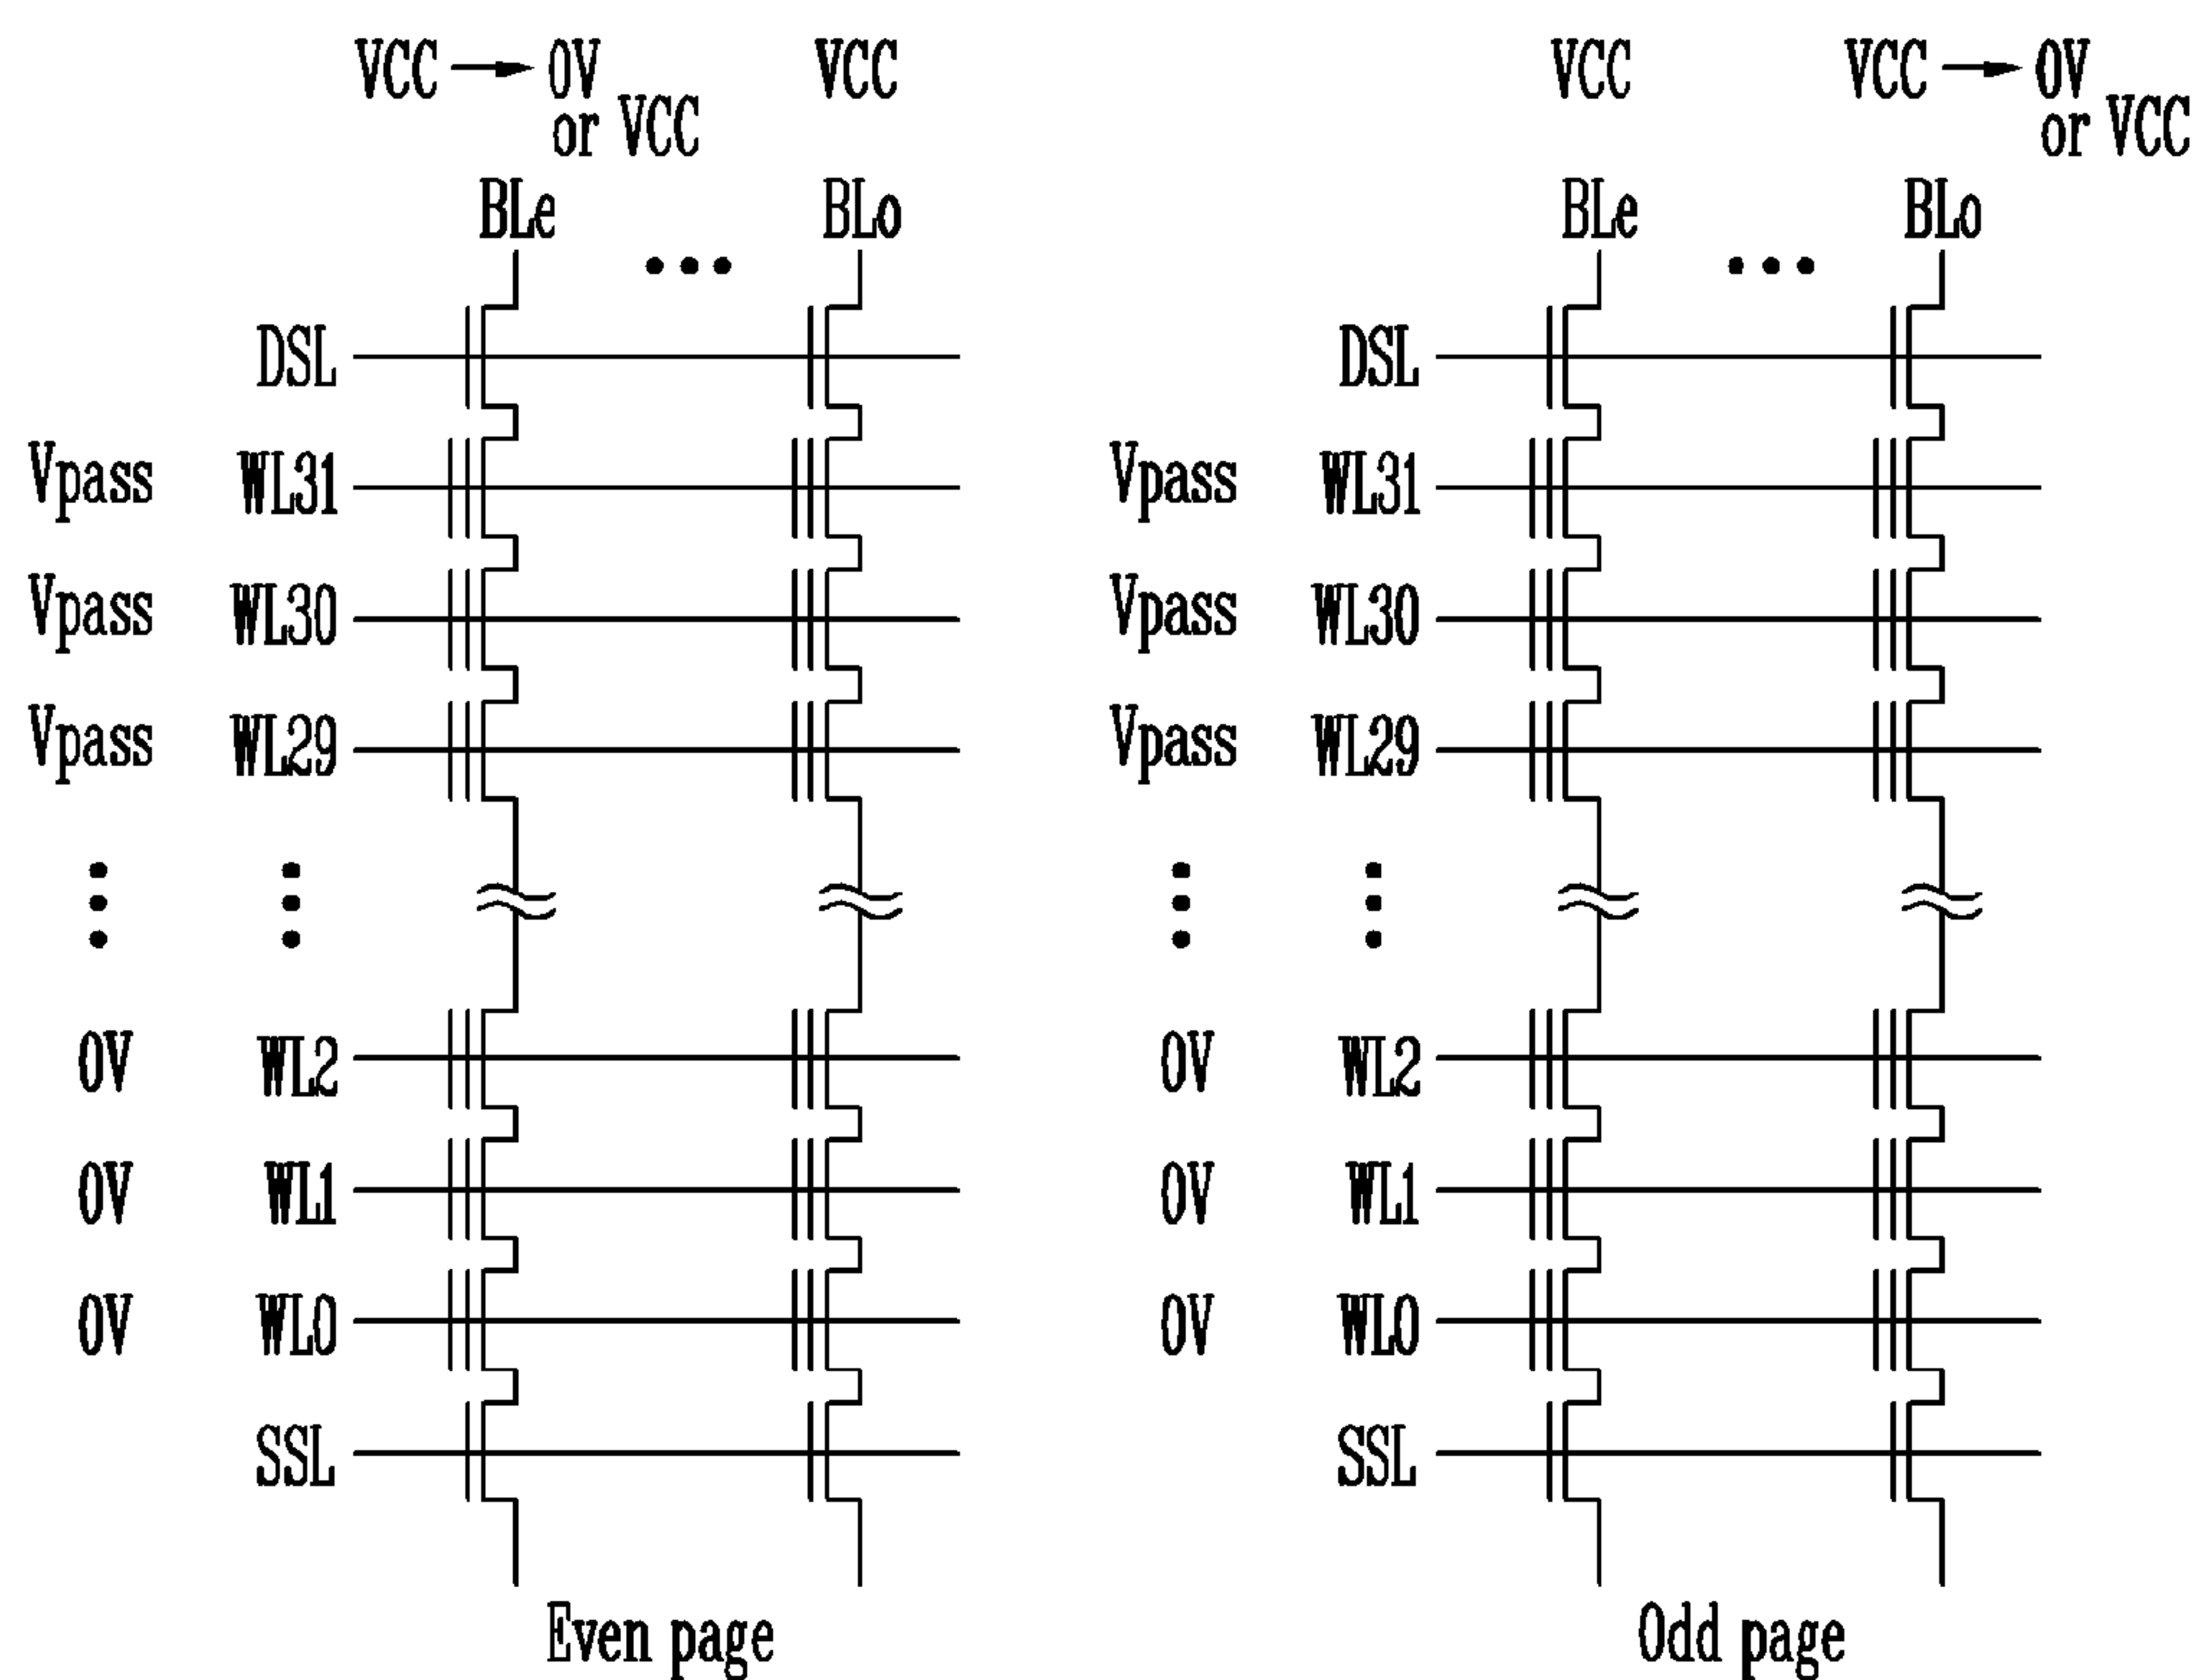 VCC → 0V VCC VCC VCC → 0V
or VCC or VCC
BLe BLo BLe BLo
DSL DSL
Vpass WL31 Vpass WL31
Vpass WL30 Vpass WL30
Vpass WL29 Vpass WL29
0V WL2 0V WL2
0V WL1 0V WL1
0V WL0 0V WL0
SSL SSL
Even page Odd page